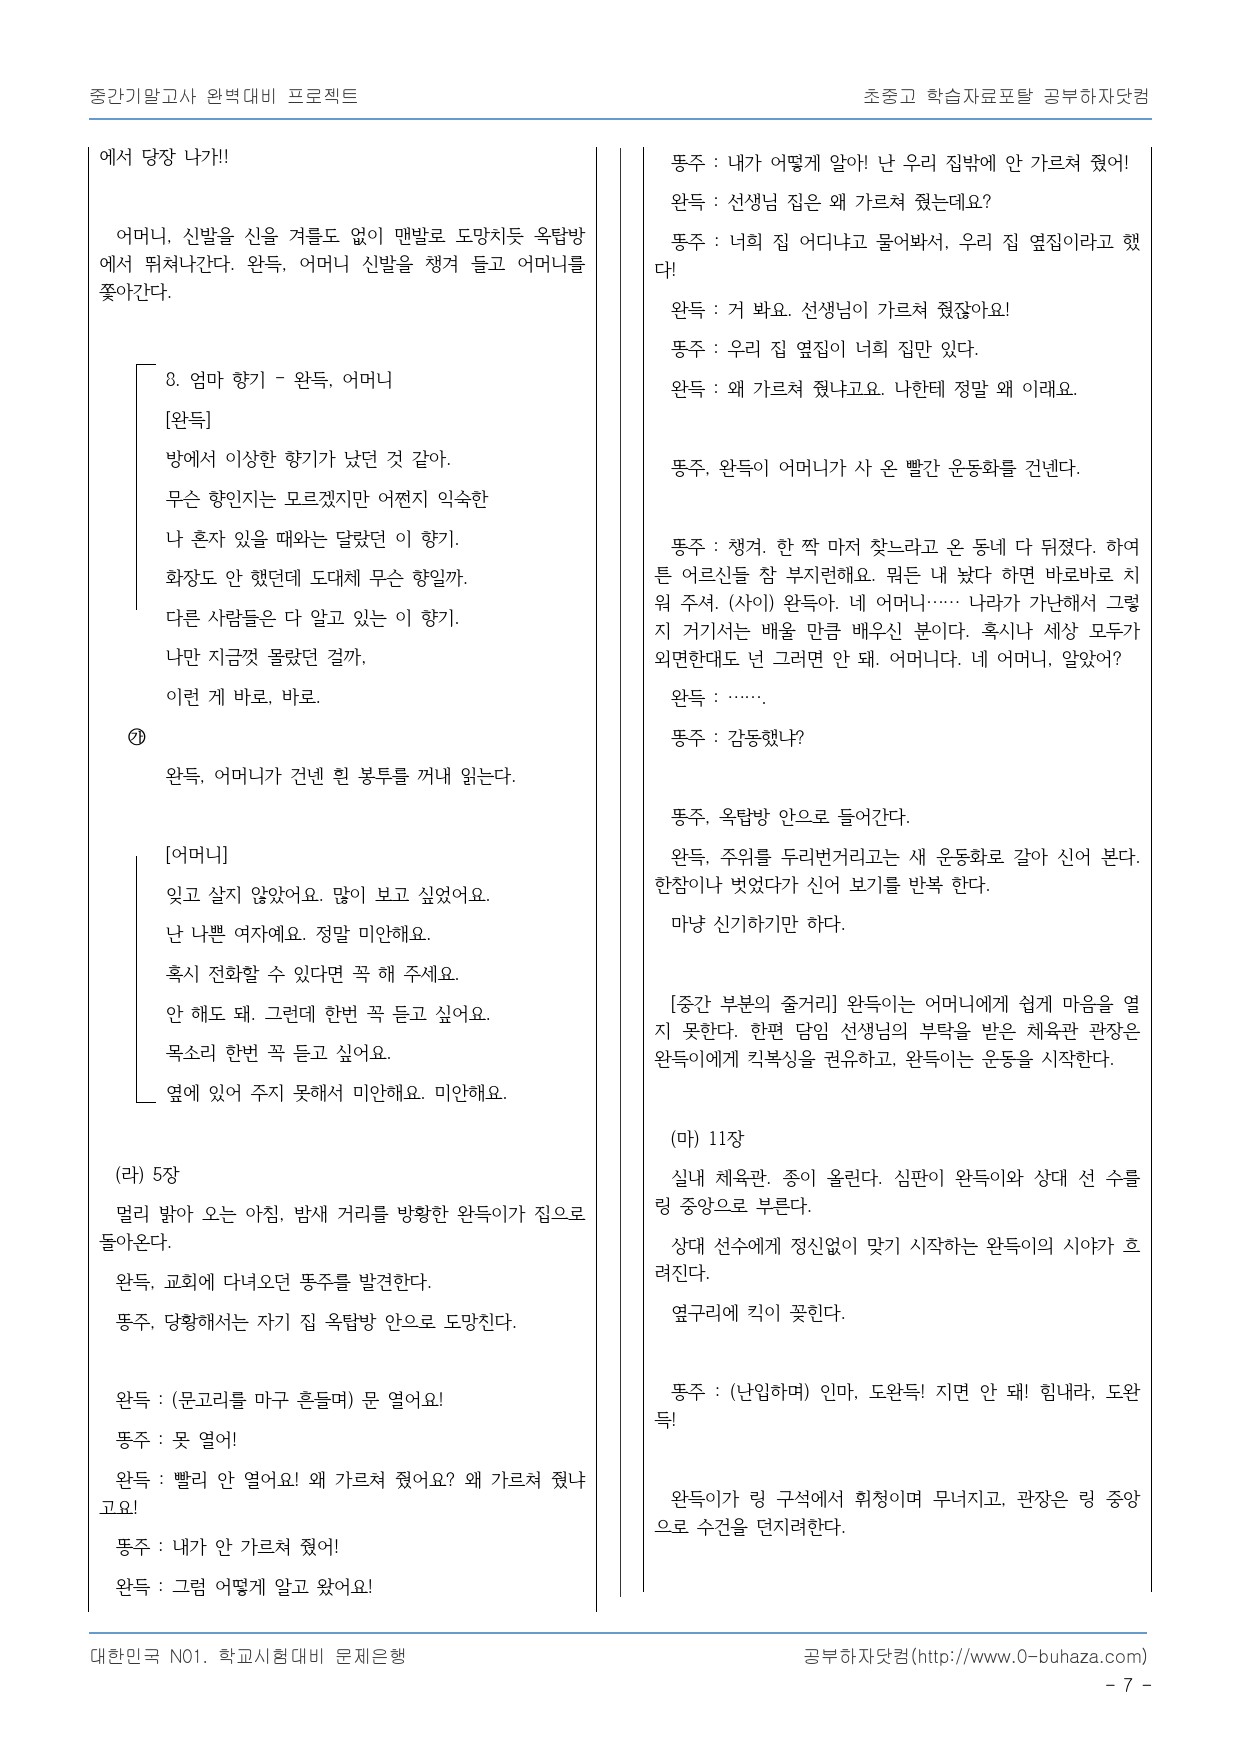 중간기말고사 완벽대비 프로젝트
초중고 학습자료포탈 공부하자닷컴
에서 당장 나가!!
어머니, 신발을 신을 겨를도 없이 맨발로 도망치듯 옥탑방
에서 뛰쳐나간다. 완득, 어머니 신발을 챙겨 들고 어머니를
쫓아간다.
8. 엄마 향기 - 완득, 어머니
[완득]
방에서 이상한 향기가 났던 것 같아.
무슨 향인지는 모르겠지만 어쩐지 익숙한
나 혼자 있을 때와는 달랐던 이 향기.
화장도 안 했던데 도대체 무슨 향일까.
다른 사람들은 다 알고 있는 이 향기.
나만 지금껏 몰랐던 걸까,
이런 게 바로, 바로.
㉮
완득, 어머니가 건넨 흰 봉투를 꺼내 읽는다.
[어머니]
잊고 살지 않았어요. 많이 보고 싶었어요.
난 나쁜 여자예요. 정말 미안해요.
혹시 전화할 수 있다면 꼭 해 주세요.
안 해도 돼. 그런데 한번 꼭 듣고 싶어요.
목소리 한번 꼭 듣고 싶어요.
옆에 있어 주지 못해서 미안해요. 미안해요.
(라) 5장
멀리 밝아 오는 아침, 밤새 거리를 방황한 완득이가 집으로
돌아온다.
완득, 교회에 다녀오던 똥주를 발견한다.
똥주, 당황해서는 자기 집 옥탑방 안으로 도망친다.
완득 : (문고리를 마구 흔들며) 문 열어요!
똥주 : 못 열어!
완득 : 빨리 안 열어요! 왜 가르쳐 줬어요? 왜 가르쳐 줬냐
고요!
똥주 : 내가 안 가르쳐 줬어!
완득 : 그럼 어떻게 알고 왔어요!
똥주 : 내가 어떻게 알아! 난 우리 집밖에 안 가르쳐 줬어!
완득 : 선생님 집은 왜 가르쳐 줬는데요?
똥주 : 너희 집 어디냐고 물어봐서, 우리 집 옆집이라고 했
다!
완득 : 거 봐요. 선생님이 가르쳐 줬잖아요!
똥주 : 우리 집 옆집이 너희 집만 있다.
완득 : 왜 가르쳐 줬냐고요. 나한테 정말 왜 이래요.
똥주, 완득이 어머니가 사 온 빨간 운동화를 건넨다.
똥주 : 챙겨. 한 짝 마저 찾느라고 온 동네 다 뒤졌다. 하여
튼 어르신들 참 부지런해요. 뭐든 내 놨다 하면 바로바로 치
워 주셔. (사이) 완득아. 네 어머니…… 나라가 가난해서 그렇
지 거기서는 배울 만큼 배우신 분이다. 혹시나 세상 모두가
외면한대도 넌 그러면 안 돼. 어머니다. 네 어머니, 알았어?
완득 : …….
똥주 : 감동했냐?
똥주, 옥탑방 안으로 들어간다.
완득, 주위를 두리번거리고는 새 운동화로 갈아 신어 본다.
한참이나 벗었다가 신어 보기를 반복 한다.
마냥 신기하기만 하다.
[중간 부분의 줄거리] 완득이는 어머니에게 쉽게 마음을 열
지 못한다. 한편 담임 선생님의 부탁을 받은 체육관 관장은
완득이에게 킥복싱을 권유하고, 완득이는 운동을 시작한다.
(마) 11장
실내 체육관. 종이 울린다. 심판이 완득이와 상대 선 수를
링 중앙으로 부른다.
상대 선수에게 정신없이 맞기 시작하는 완득이의 시야가 흐
려진다.
옆구리에 킥이 꽂힌다.
똥주 : (난입하며) 인마, 도완득! 지면 안 돼! 힘내라, 도완
득!
완득이가 링 구석에서 휘청이며 무너지고, 관장은 링 중앙
으로 수건을 던지려한다.
대한민국 N01. 학교시험대비 문제은행
공부하자닷컴(http://www.0-buhaza.com)
- 7 -